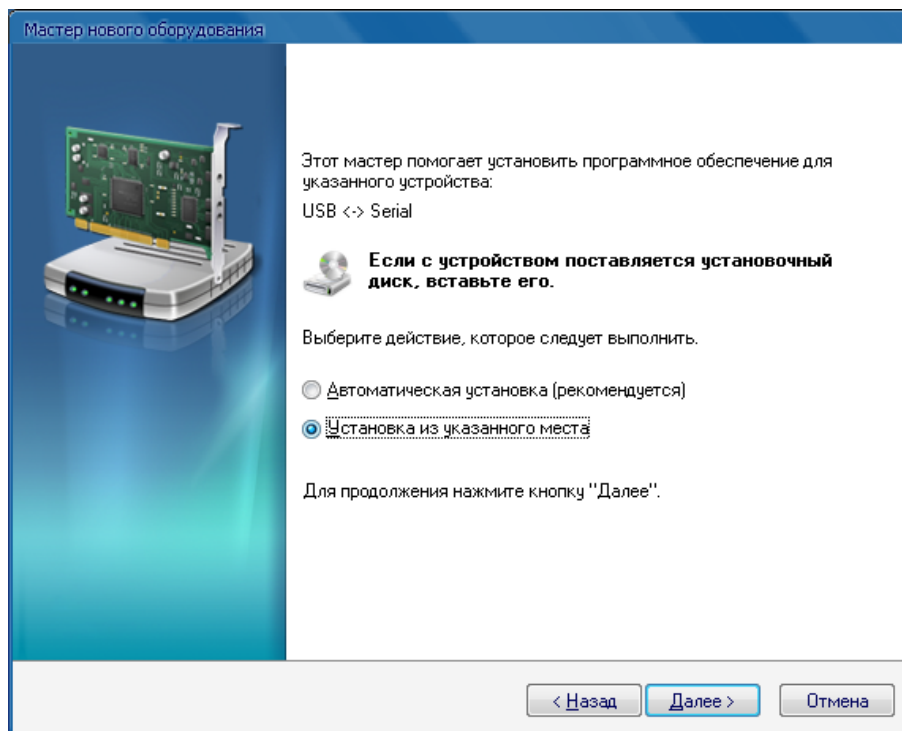 Мастер нового оборудования
Этот мастер помогает установить программное обеспечение для
указанного устройства:
USB <-> Serial
Если с устройством поставляется установочный
диск, вставьте его.
Выберите действие, которое следует выполнить.
Автоматическая установка (рекомендуется)
Установка из указанного места
Для продолжения нажмите кнопку "Далее".
< Назад
Далее >
Отмена